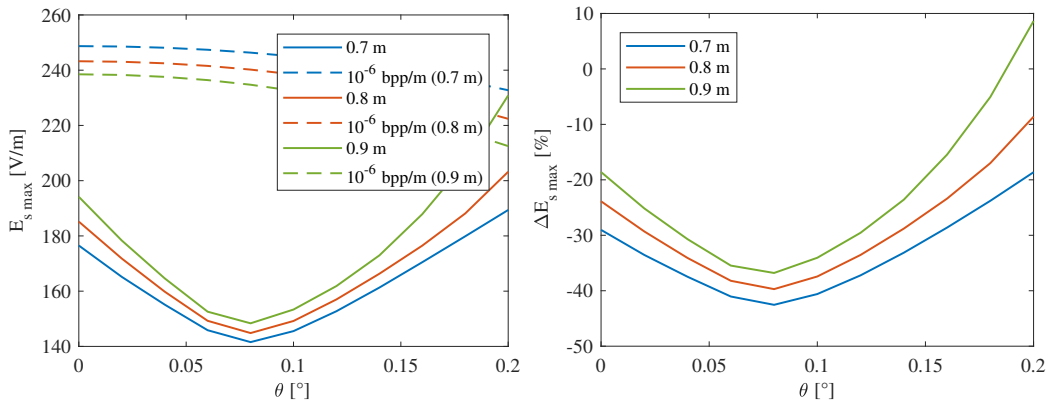 260
240
220
200
180
160
140
E_s max [V/m]
0
0.05
0.1
0.15
0.2
θ [°]
0.7 m
10^-6 bpp/m (0.7 m)
0.8 m
10^-6 bpp/m (0.8 m)
0.9 m
10^-6 bpp/m (0.9 m)
10
0
-10
-20
-30
-40
-50
ΔE_s max [%]
0
0.05
0.1
0.15
0.2
θ [°]
0.7 m
0.8 m
0.9 m